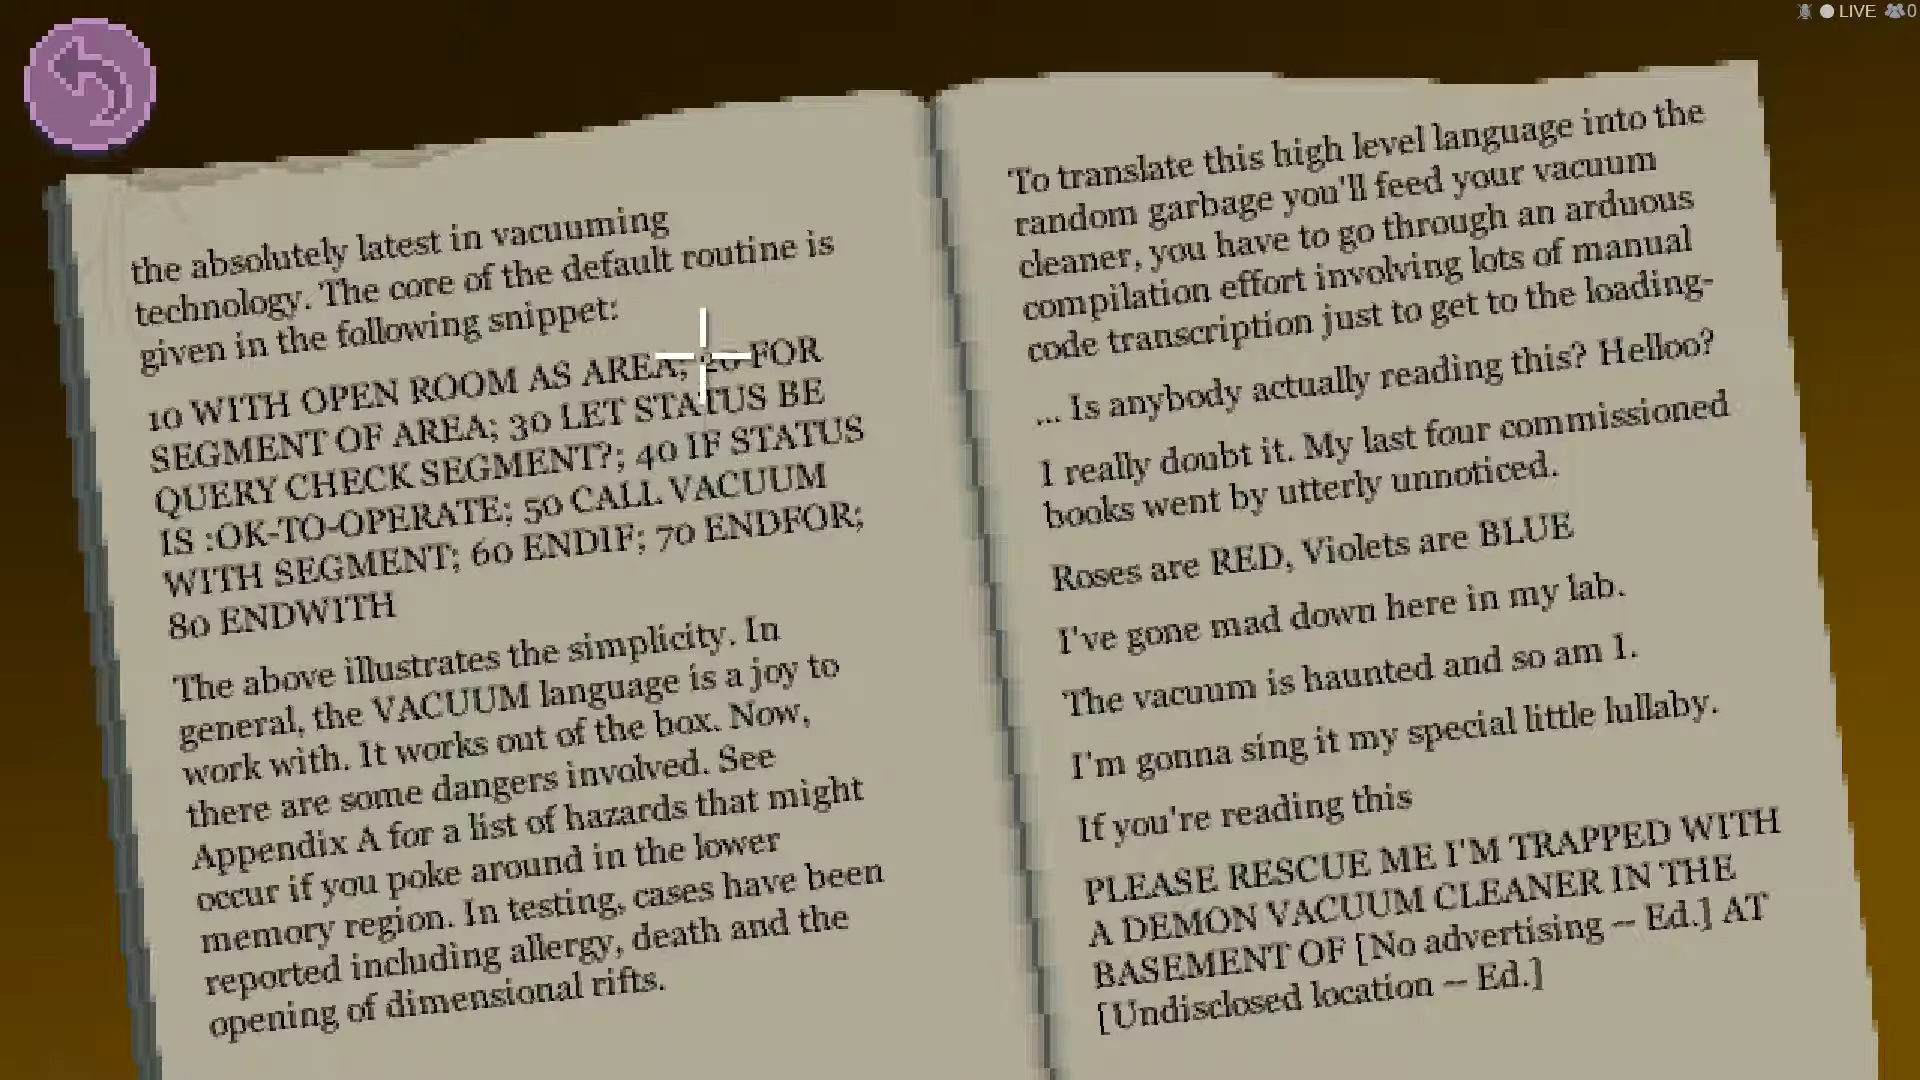 LIVE 0
the absolutely latest in vacuuming
technology. The core of the default routine is
given in the following snippet:
10 WITH OPEN ROOM AS AREA; 20 FOR
SEGMENT OF AREA; 30 LET STATUS BE
QUERY CHECK SEGMENT?; 40 IF STATUS
IS :OK-TO-OPERATE; 50 CALL VACUUM
WITH SEGMENT; 60 ENDIF; 70 ENDFOR;
80 ENDWITH
The above illustrates the simplicity. In
general, the VACUUM language is a joy to
work with. It works out of the box. Now,
there are some dangers involved. See
Appendix A for a list of hazards that might
occur if you poke around in the lower
memory region. In testing, cases have been
reported including allergy, death and the
opening of dimensional rifts.
To translate this high level language into the
random garbage you'll feed your vacuum
cleaner, you have to go through an arduous
compilation effort involving lots of manual
code transcription just to get to the loading-
... Is anybody actually reading this? Helloo?
I really doubt it. My last four commissioned
books went by utterly unnoticed.
Roses are RED, Violets are BLUE
I've gone mad down here in my lab.
The vacuum is haunted and so am I.
I'm gonna sing it my special little lullaby.
If you're reading this
PLEASE RESCUE ME I'M TRAPPED WITH
A DEMON VACUUM CLEANER IN THE
BASEMENT OF [No advertising -- Ed.] AT
[Undisclosed location -- Ed.]